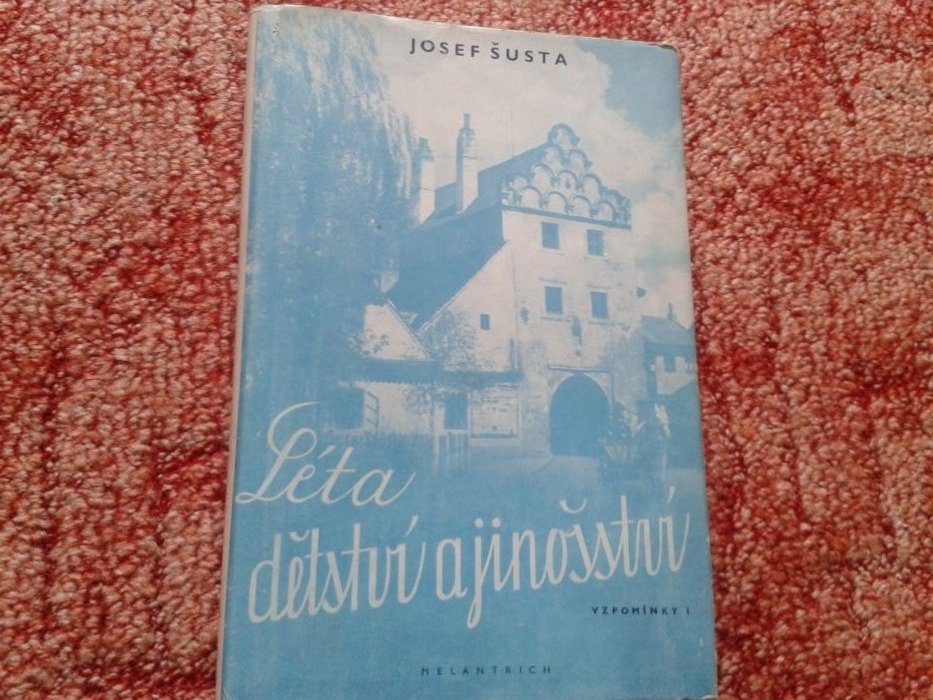 JOSEF ŠUSTA
Léta
dětství a jinošství
VZPOMÍNKY I.
MELANTRICH